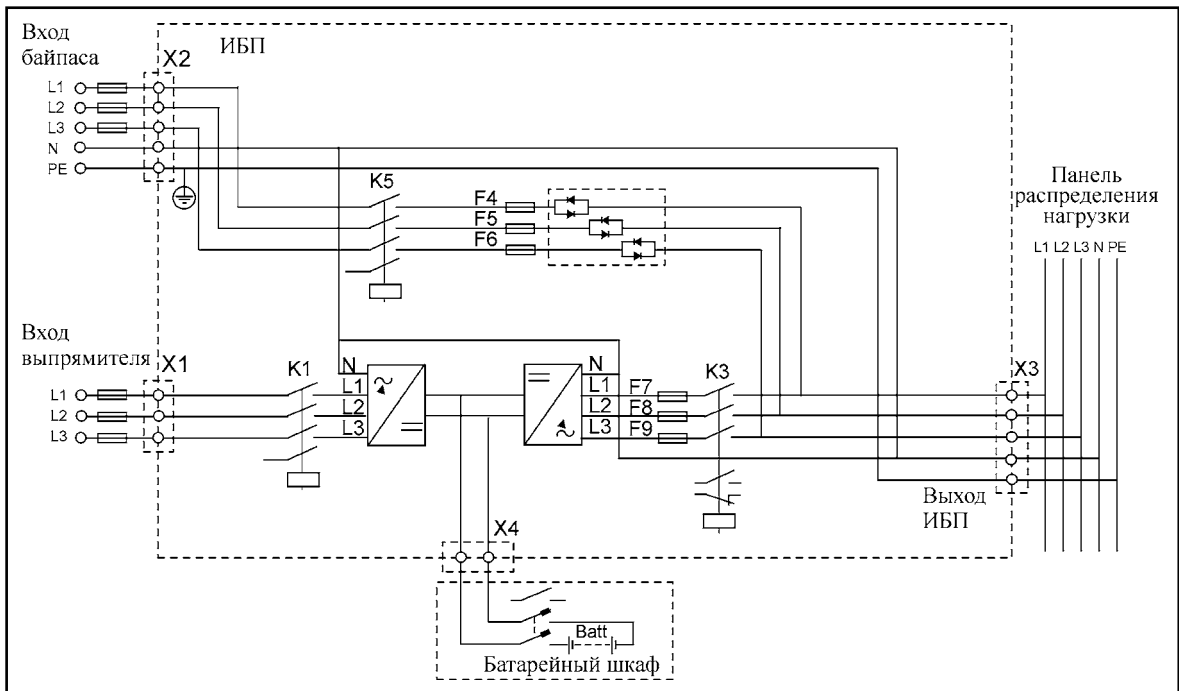 Вход
байпаса
ИБП
X2
L1
L2
L3
N
PE
K5
F4
F5
F6
Панель
распределения
нагрузки
L1 L2 L3 N PE
Вход
выпрямителя
X1
K1
N
L1
L2
L3
N
L1
L2
L3
F7
F8
F9
K3
X3
L1
L2
L3
Выход
ИБП
X4
Batt
Батарейный шкаф